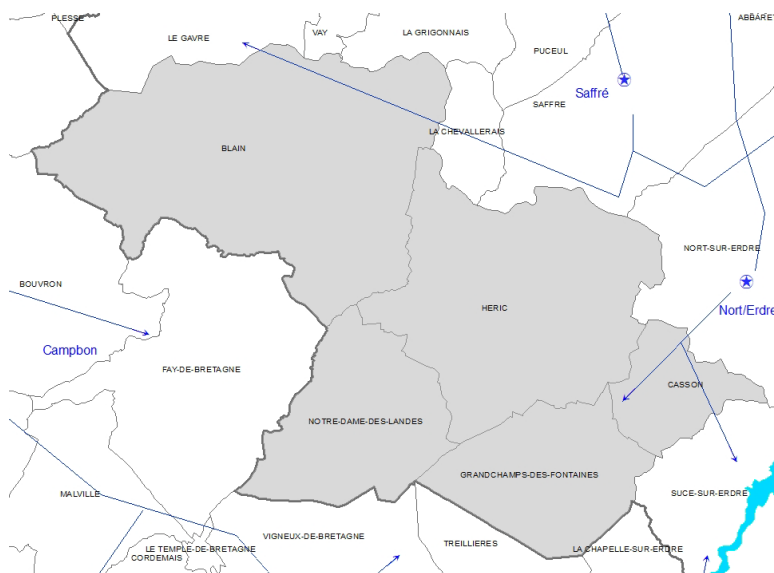 PLESSE
LE GAVRE
VAY
LA GRIGONNAIS
ABBARET
PUCEUL
Saffré
SAFFRE
LA CHEVALLERAIS
BLAIN
NORT-SUR-ERDRE
BOUVRON
HERIC
Nort/Erdre
Campbon
FAY-DE-BRETAGNE
CASSON
NOTRE-DAME-DES-LANDES
GRANDCHAMPS-DES-FONTAINES
MALVILLE
SUCE-SUR-ERDRE
VIGNEUX-DE-BRETAGNE
TREILLIERES
LE TEMPLE-DE-BRETAGNE
LA CHAPELLE-SUR-ERDRE
CORDEMAIS